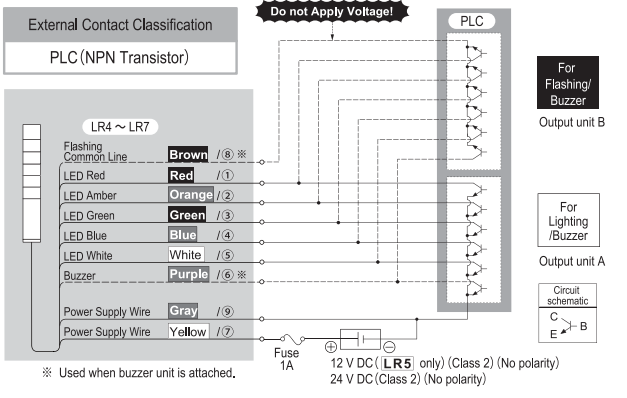 External Contact Classification
PLC (NPN Transistor)
Do not Apply Voltage!
PLC
For
Flashing/
Buzzer
Output unit B
LR4 ～ LR7
Flashing
Common Line Brown /⑧ ※
LED Red Red /①
LED Amber Orange /②
LED Green Green /③
LED Blue Blue /④
LED White White /⑤
Buzzer Purple /⑥ ※
Power Supply Wire Gray /⑨
Power Supply Wire Yellow /⑦
For
Lighting
/Buzzer
Output unit A
Circuit
schematic
C
B
E
Fuse
1A
⊕ ⊖
12 V DC ( LR5 only) (Class 2) (No polarity)
24 V DC (Class 2) (No polarity)
※ Used when buzzer unit is attached.